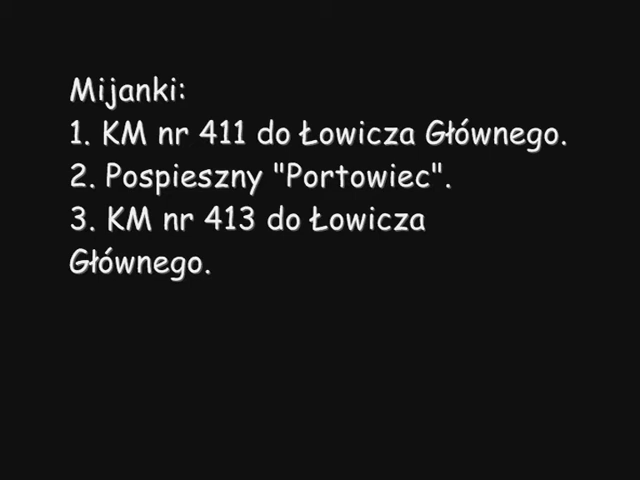 Mijanki:
1. KM nr 411 do Łowicza Głównego.
2. Pospieszny "Portowiec".
3. KM nr 413 do Łowicza
Głównego.